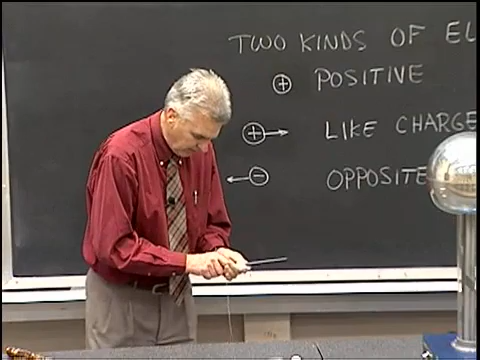 TWO KINDS OF EL
⊕ POSITIVE
⊕→ LIKE CHARGE
←⊖ OPPOSITE